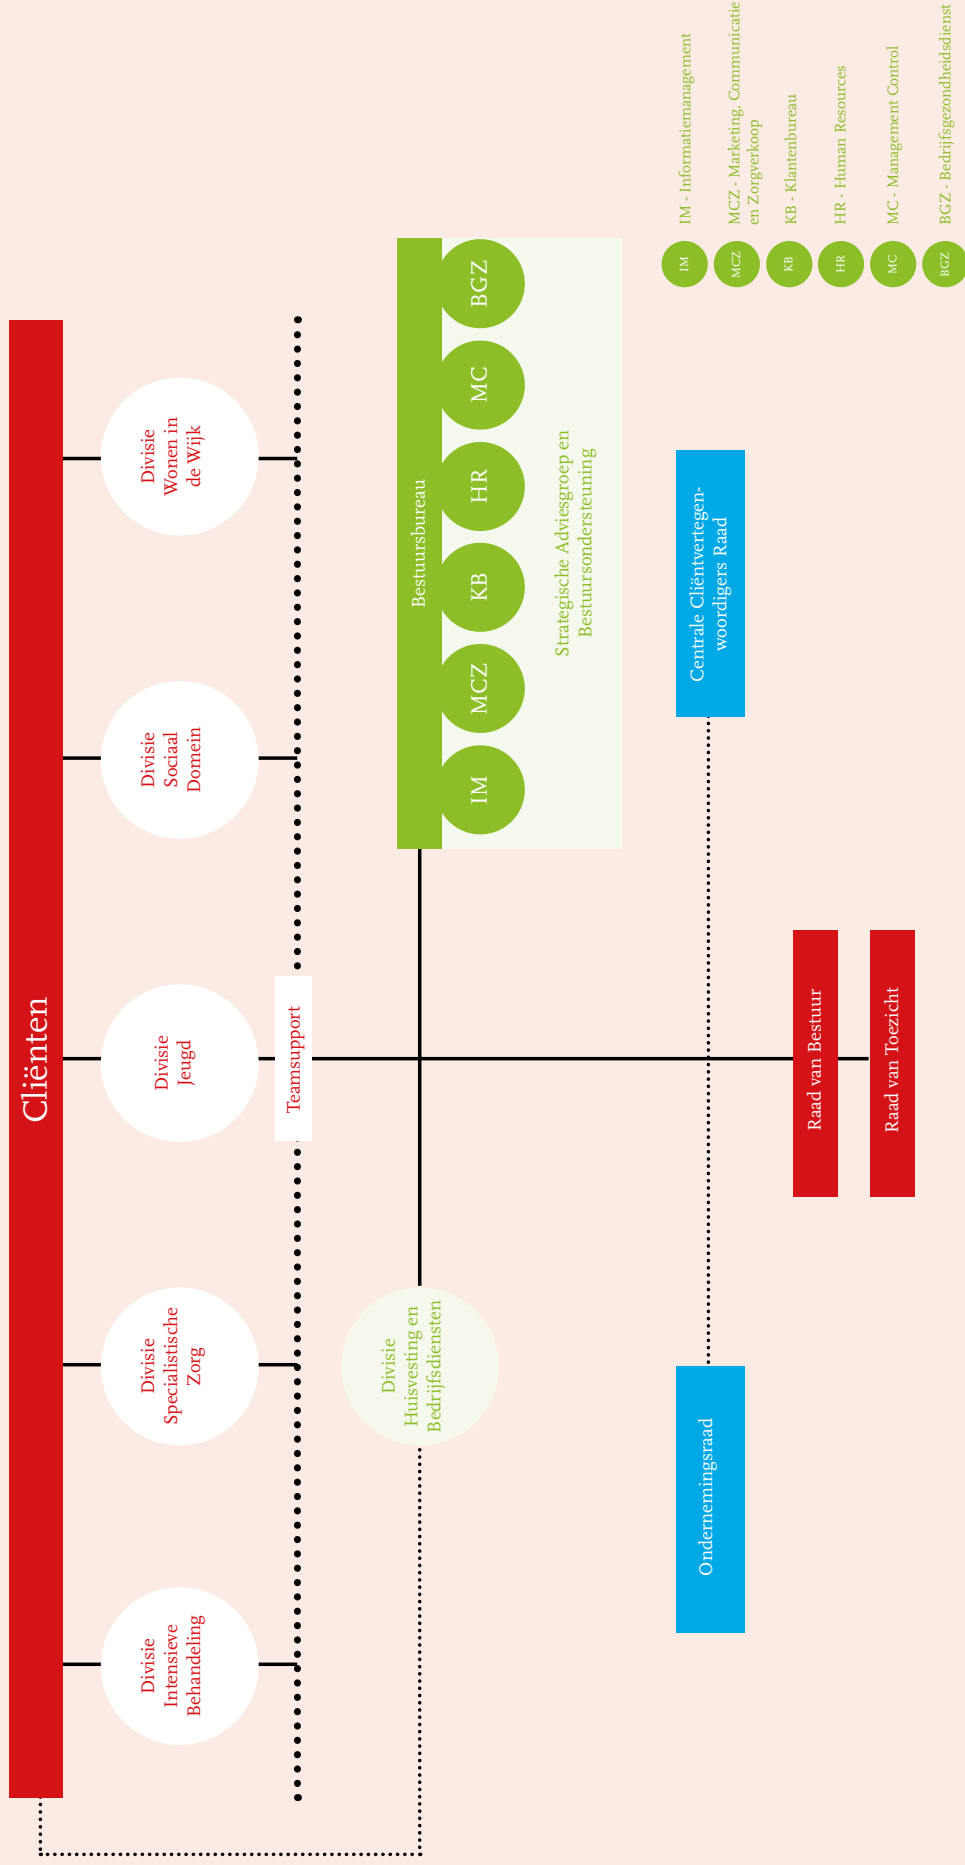 Cliënten
Divisie
Intensieve
Behandeling
Divisie
Specialistische
Zorg
Divisie
Jeugd
Divisie
Sociaal
Domein
Divisie
Wonen in
de Wijk
Teamsupport
Divisie
Huisvesting en
Bedrijfsdiensten
Bestuursbureau
IM
MCZ
KB
HR
MC
BGZ
Strategische Adviesgroep en
Bestuursondersteuning
Ondernemingsraad
Centrale Cliëntvertegen-
woordigers Raad
Raad van Bestuur
Raad van Toezicht
IM IM - Informatiemanagement
MCZ MCZ - Marketing, Communicatie
en Zorgverkoop
KB KB - Klantenbureau
HR HR - Human Resources
MC MC - Management Control
BGZ BGZ - Bedrijfsgezondheidsdienst